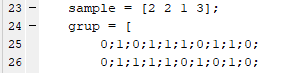 23 – sample = [2 2 1 3];
24 – grup = [
25 0;1;0;1;1;1;0;1;1;0;
26 0;1;1;1;1;0;1;0;1;0;